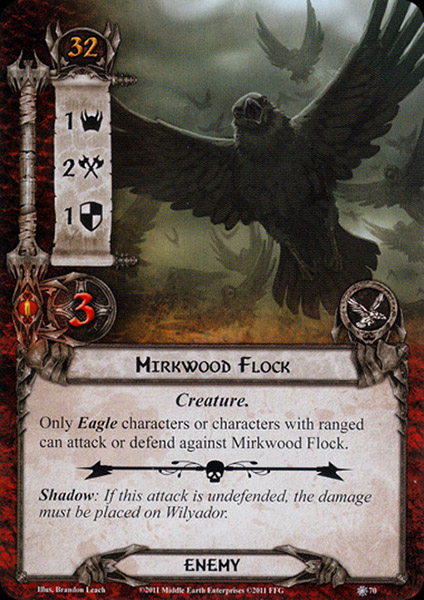 32
1
2
1
3
Mirkwood Flock
Creature.
Only Eagle characters or characters with ranged
can attack or defend against Mirkwood Flock.
Shadow: If this attack is undefended, the damage
must be placed on Wilyador.
ENEMY
Illus. Brandon Leach ©2011 Middle Earth Enterprises ©2011 FFG 70